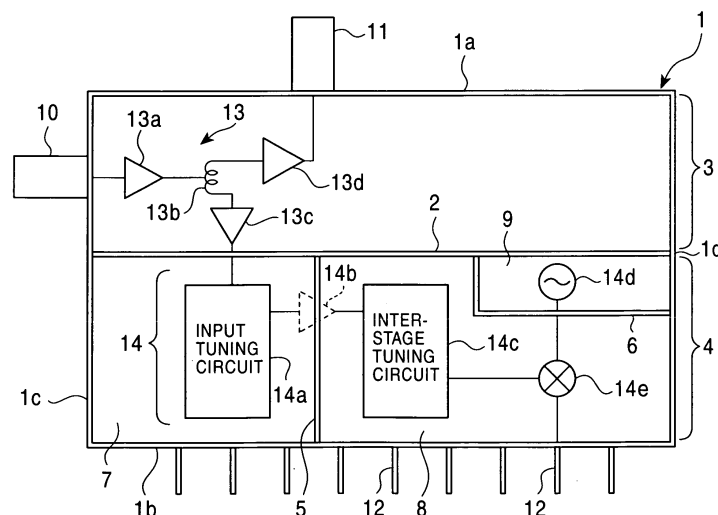 11
1a
1
10
13a
13
13d
3
13b
13c
2
9
1d
14b
14d
14
INPUT
TUNING
CIRCUIT
INTER-
STAGE
TUNING
CIRCUIT
14c
6
4
14a
14e
1c
7
1b
5
12
8
12